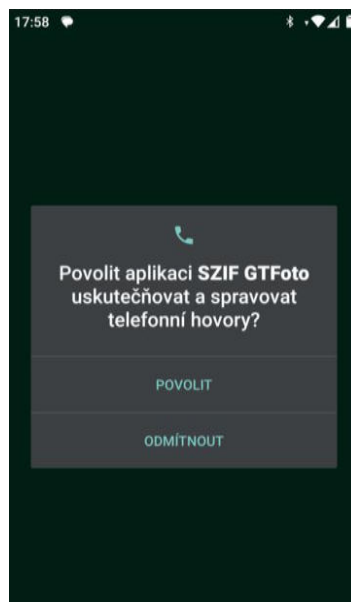 17:58
Povolit aplikaci SZIF GTFoto
uskutečňovat a spravovat
telefonní hovory?
POVOLIT
ODMÍTNOUT